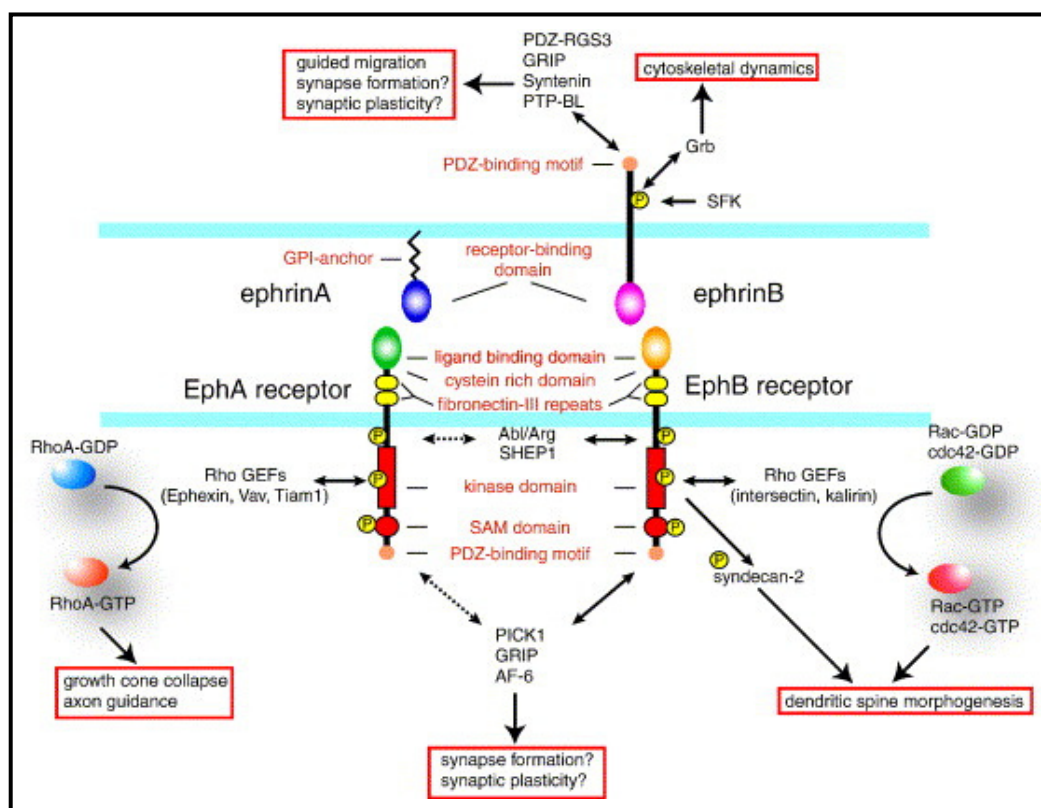 PDZ-RGS3
GRIP
Syntenin
PTP-BL
guided migration
synapse formation?
synaptic plasticity?
cytoskeletal dynamics
Grb
PDZ-binding motif
P
SFK
GPI-anchor
receptor-binding
domain
ephrinA
ephrinB
ligand binding domain
cystein rich domain
fibronectin-III repeats
EphA receptor
EphB receptor
RhoA-GDP
P
Abl/Arg
SHEP1
P
Rac-GDP
cdc42-GDP
Rho GEFs
(Ephexin, Vav, Tiam1)
P
kinase domain
P
Rho GEFs
(intersectin, kalirin)
P
SAM domain
P
PDZ-binding motif
P
syndecan-2
RhoA-GTP
Rac-GTP
cdc42-GTP
PICK1
GRIP
AF-6
growth cone collapse
axon guidance
dendritic spine morphogenesis
synapse formation?
synaptic plasticity?